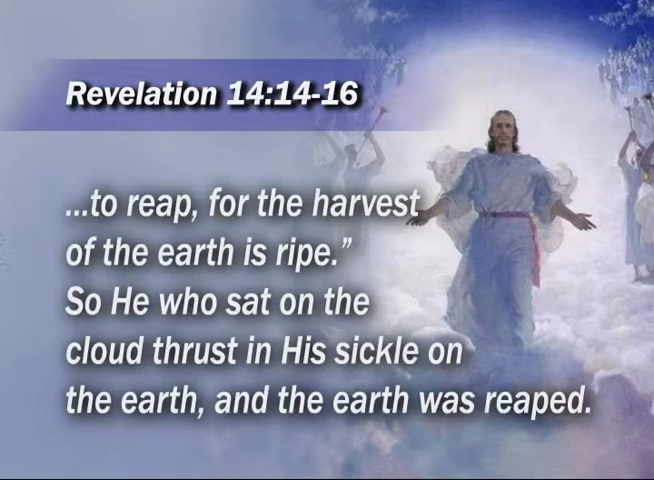 Revelation 14:14-16
...to reap, for the harvest
of the earth is ripe.”
So He who sat on the
cloud thrust in His sickle on
the earth, and the earth was reaped.